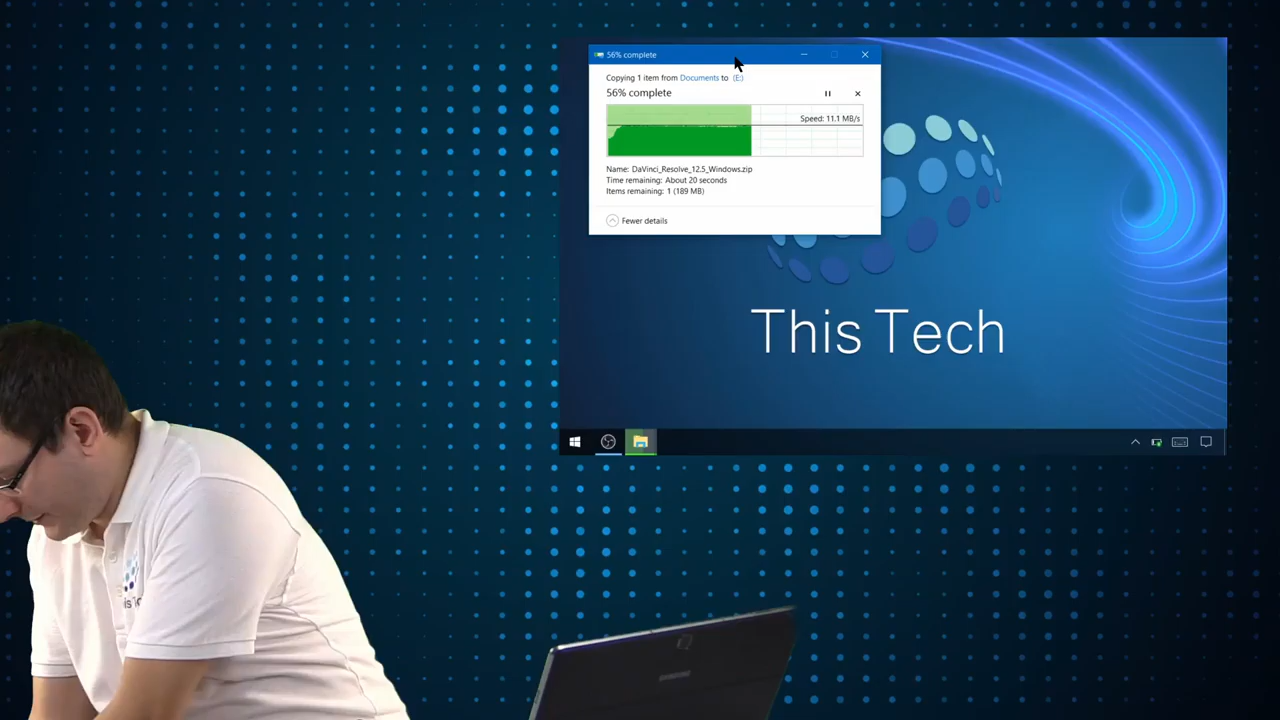 56% complete
Copying 1 item from Documents to (E:)
56% complete
Speed: 11.1 MB/s
Name: DaVinci_Resolve_12.5_Windows.zip
Time remaining: About 20 seconds
Items remaining: 1 (189 MB)
Fewer details
This Tech
SAMSUNG